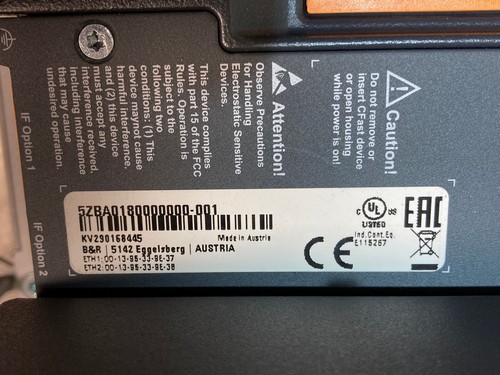 Caution!
Do not remove or
insert CFast device
or open housing
while power is on!
Attention!
Observe Precautions
for Handling
Electrostatic Sensitive
Devices.
This device complies
with part 15 of the FCC
Rules. Operation is
subject to the
following two
conditions: (1) This
device may not cause
harmful interference,
and (2) this device
must accept any
interference received,
including interference
that may cause
undesired operation.
IF Option 1
IF Option 2
5ZBA0180000000-001
KV290168445 Made in Austria
B&R | 5142 Eggelsberg | AUSTRIA
ETH1:00-13-95-33-9E-37
ETH2:00-13-95-33-9E-38
C UL US
LISTED
Ind.Cont.Eq.
E115267
EAC
CE